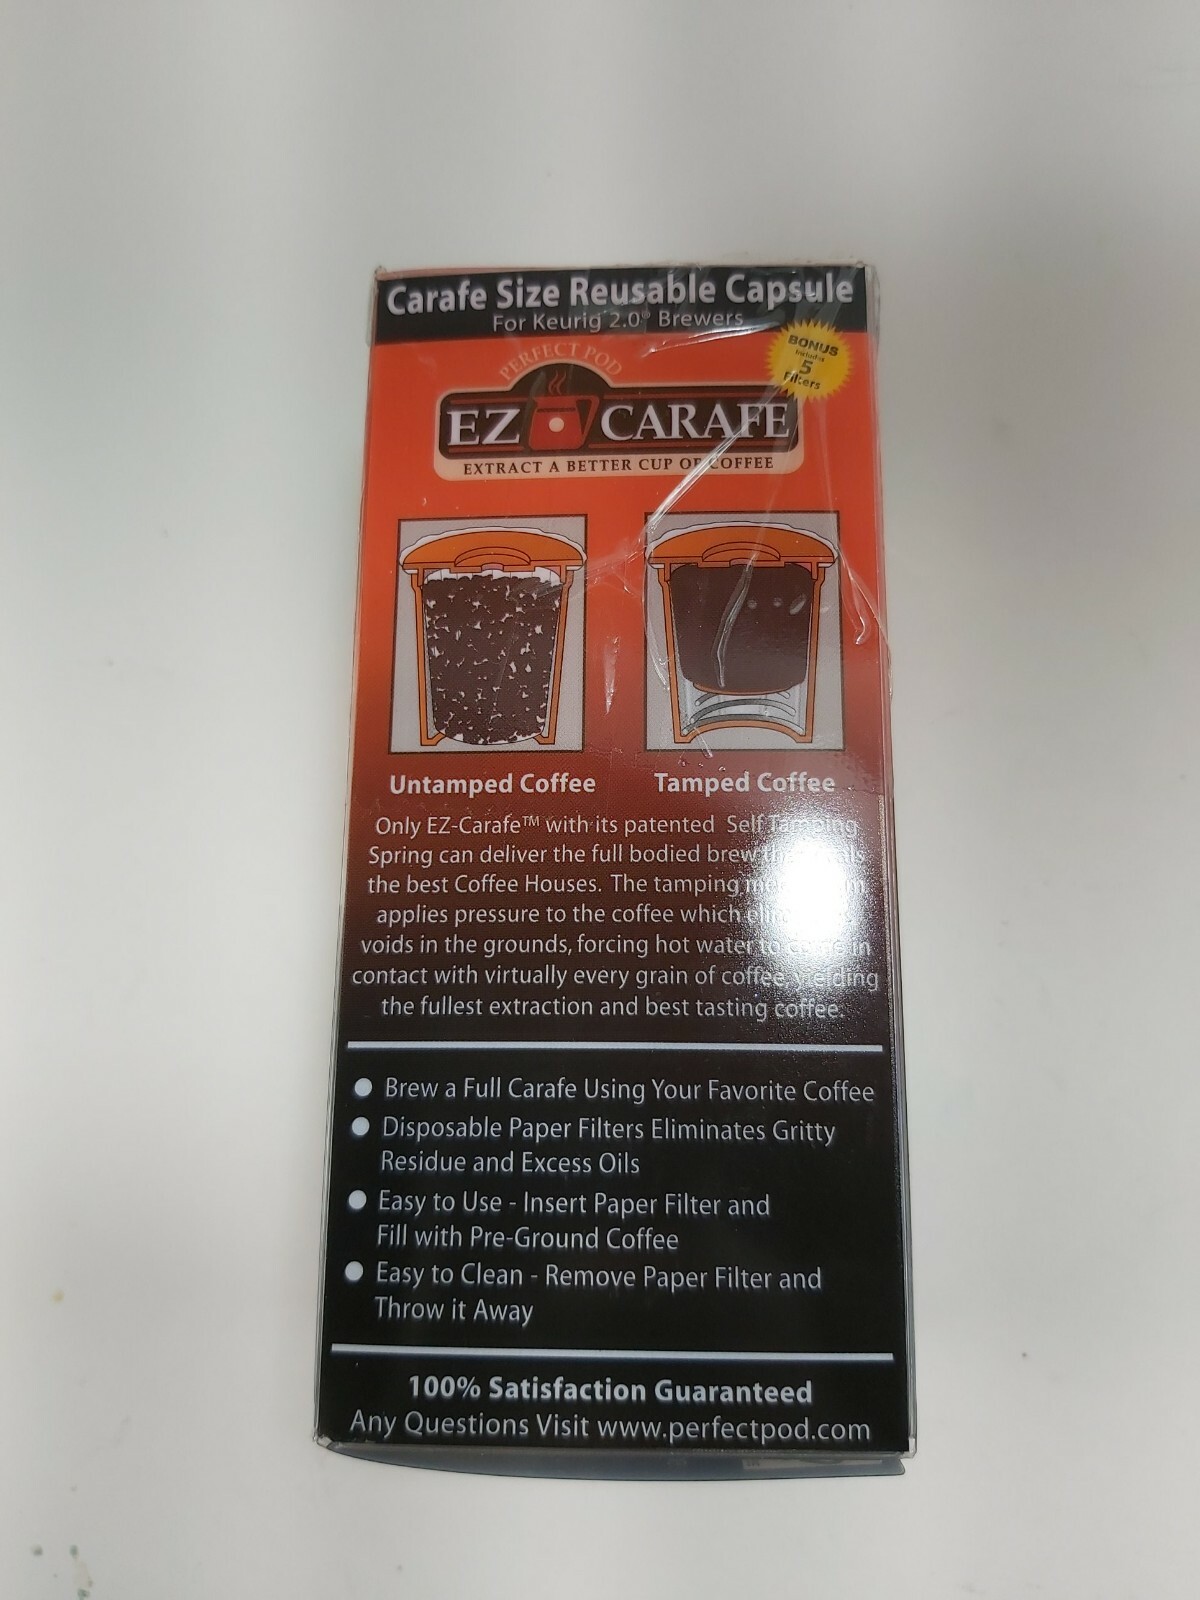 Carafe Size Reusable Capsule
For Keurig 2.0® Brewers
BONUS
Includes
5
Filters
PERFECT POD
EZ CARAFE
EXTRACT A BETTER CUP OF COFFEE
Untamped Coffee
Tamped Coffee
Only EZ-Carafe™ with its patented Self Tamping
Spring can deliver the full bodied brew
the best Coffee Houses. The tamping
applies pressure to the coffee which
voids in the grounds, forcing hot water to come in
contact with virtually every grain of coffee yielding
the fullest extraction and best tasting coffee.
● Brew a Full Carafe Using Your Favorite Coffee
● Disposable Paper Filters Eliminates Gritty
Residue and Excess Oils
● Easy to Use - Insert Paper Filter and
Fill with Pre-Ground Coffee
● Easy to Clean - Remove Paper Filter and
Throw it Away
100% Satisfaction Guaranteed
Any Questions Visit www.perfectpod.com